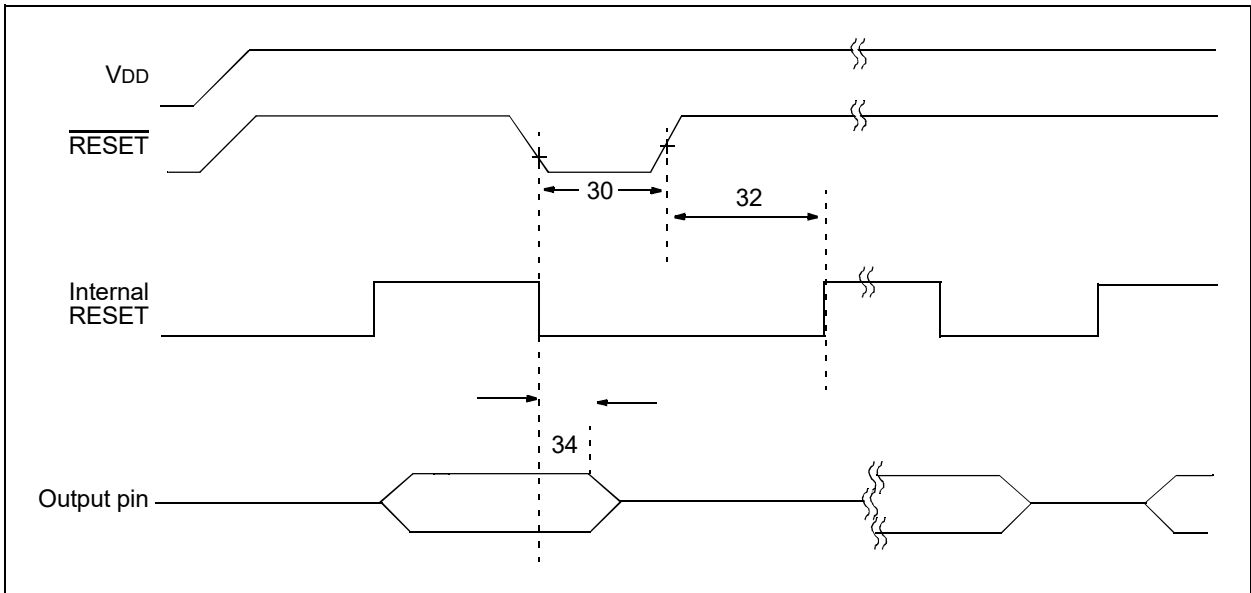 VDD
RESET
30
32
Internal
RESET
34
Output pin